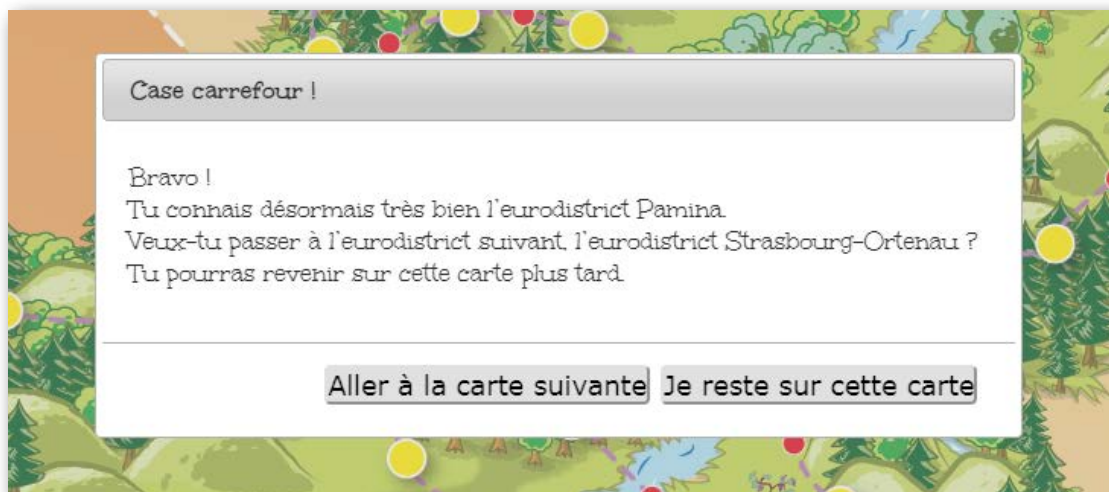 Case carrefour !
Bravo !
Tu connais désormais très bien l'eurodistrict Pamina.
Veux-tu passer à l'eurodistrict suivant, l'eurodistrict Strasbourg-Ortenau ?
Tu pourras revenir sur cette carte plus tard.
Aller à la carte suivante Je reste sur cette carte